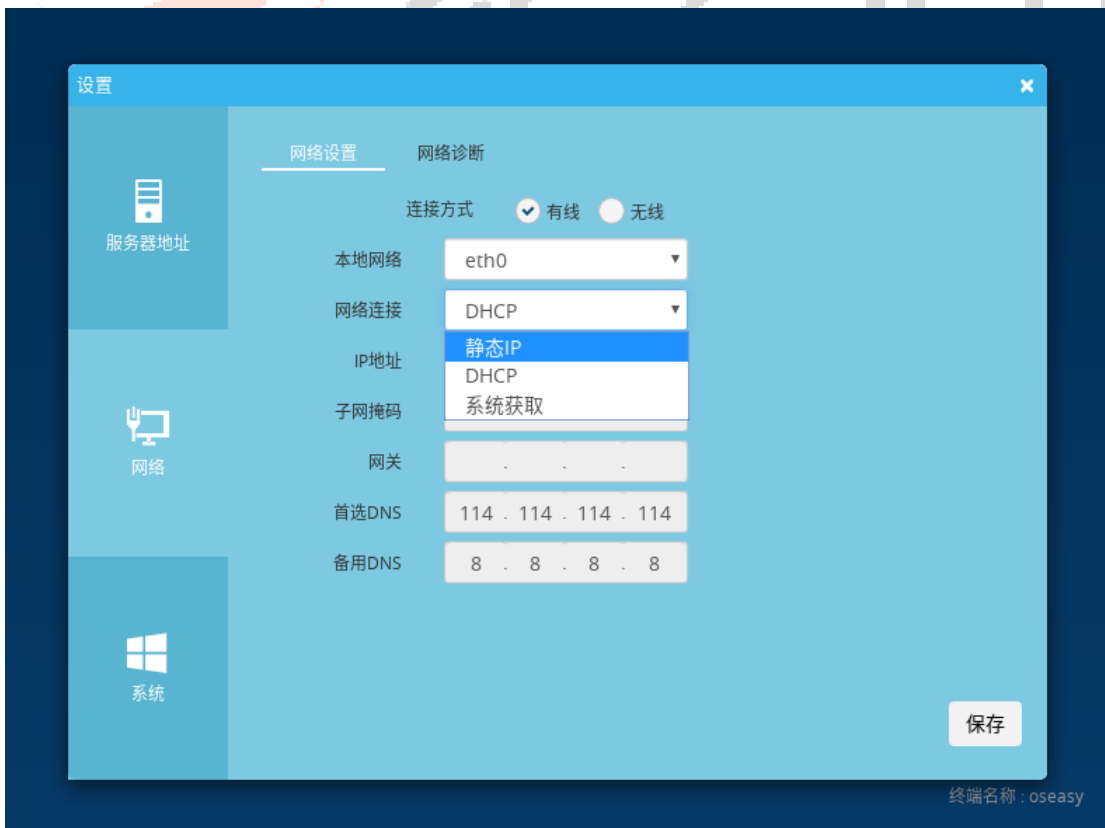 设置
网络设置 网络诊断
连接方式 有线 无线
服务器地址
本地网络 eth0
网络连接 DHCP
静态IP
IP地址
DHCP
子网掩码
系统获取
网络
网关 . . .
首选DNS 114 . 114 . 114 . 114
备用DNS 8 . 8 . 8 . 8
系统
保存
终端名称 : oseasy